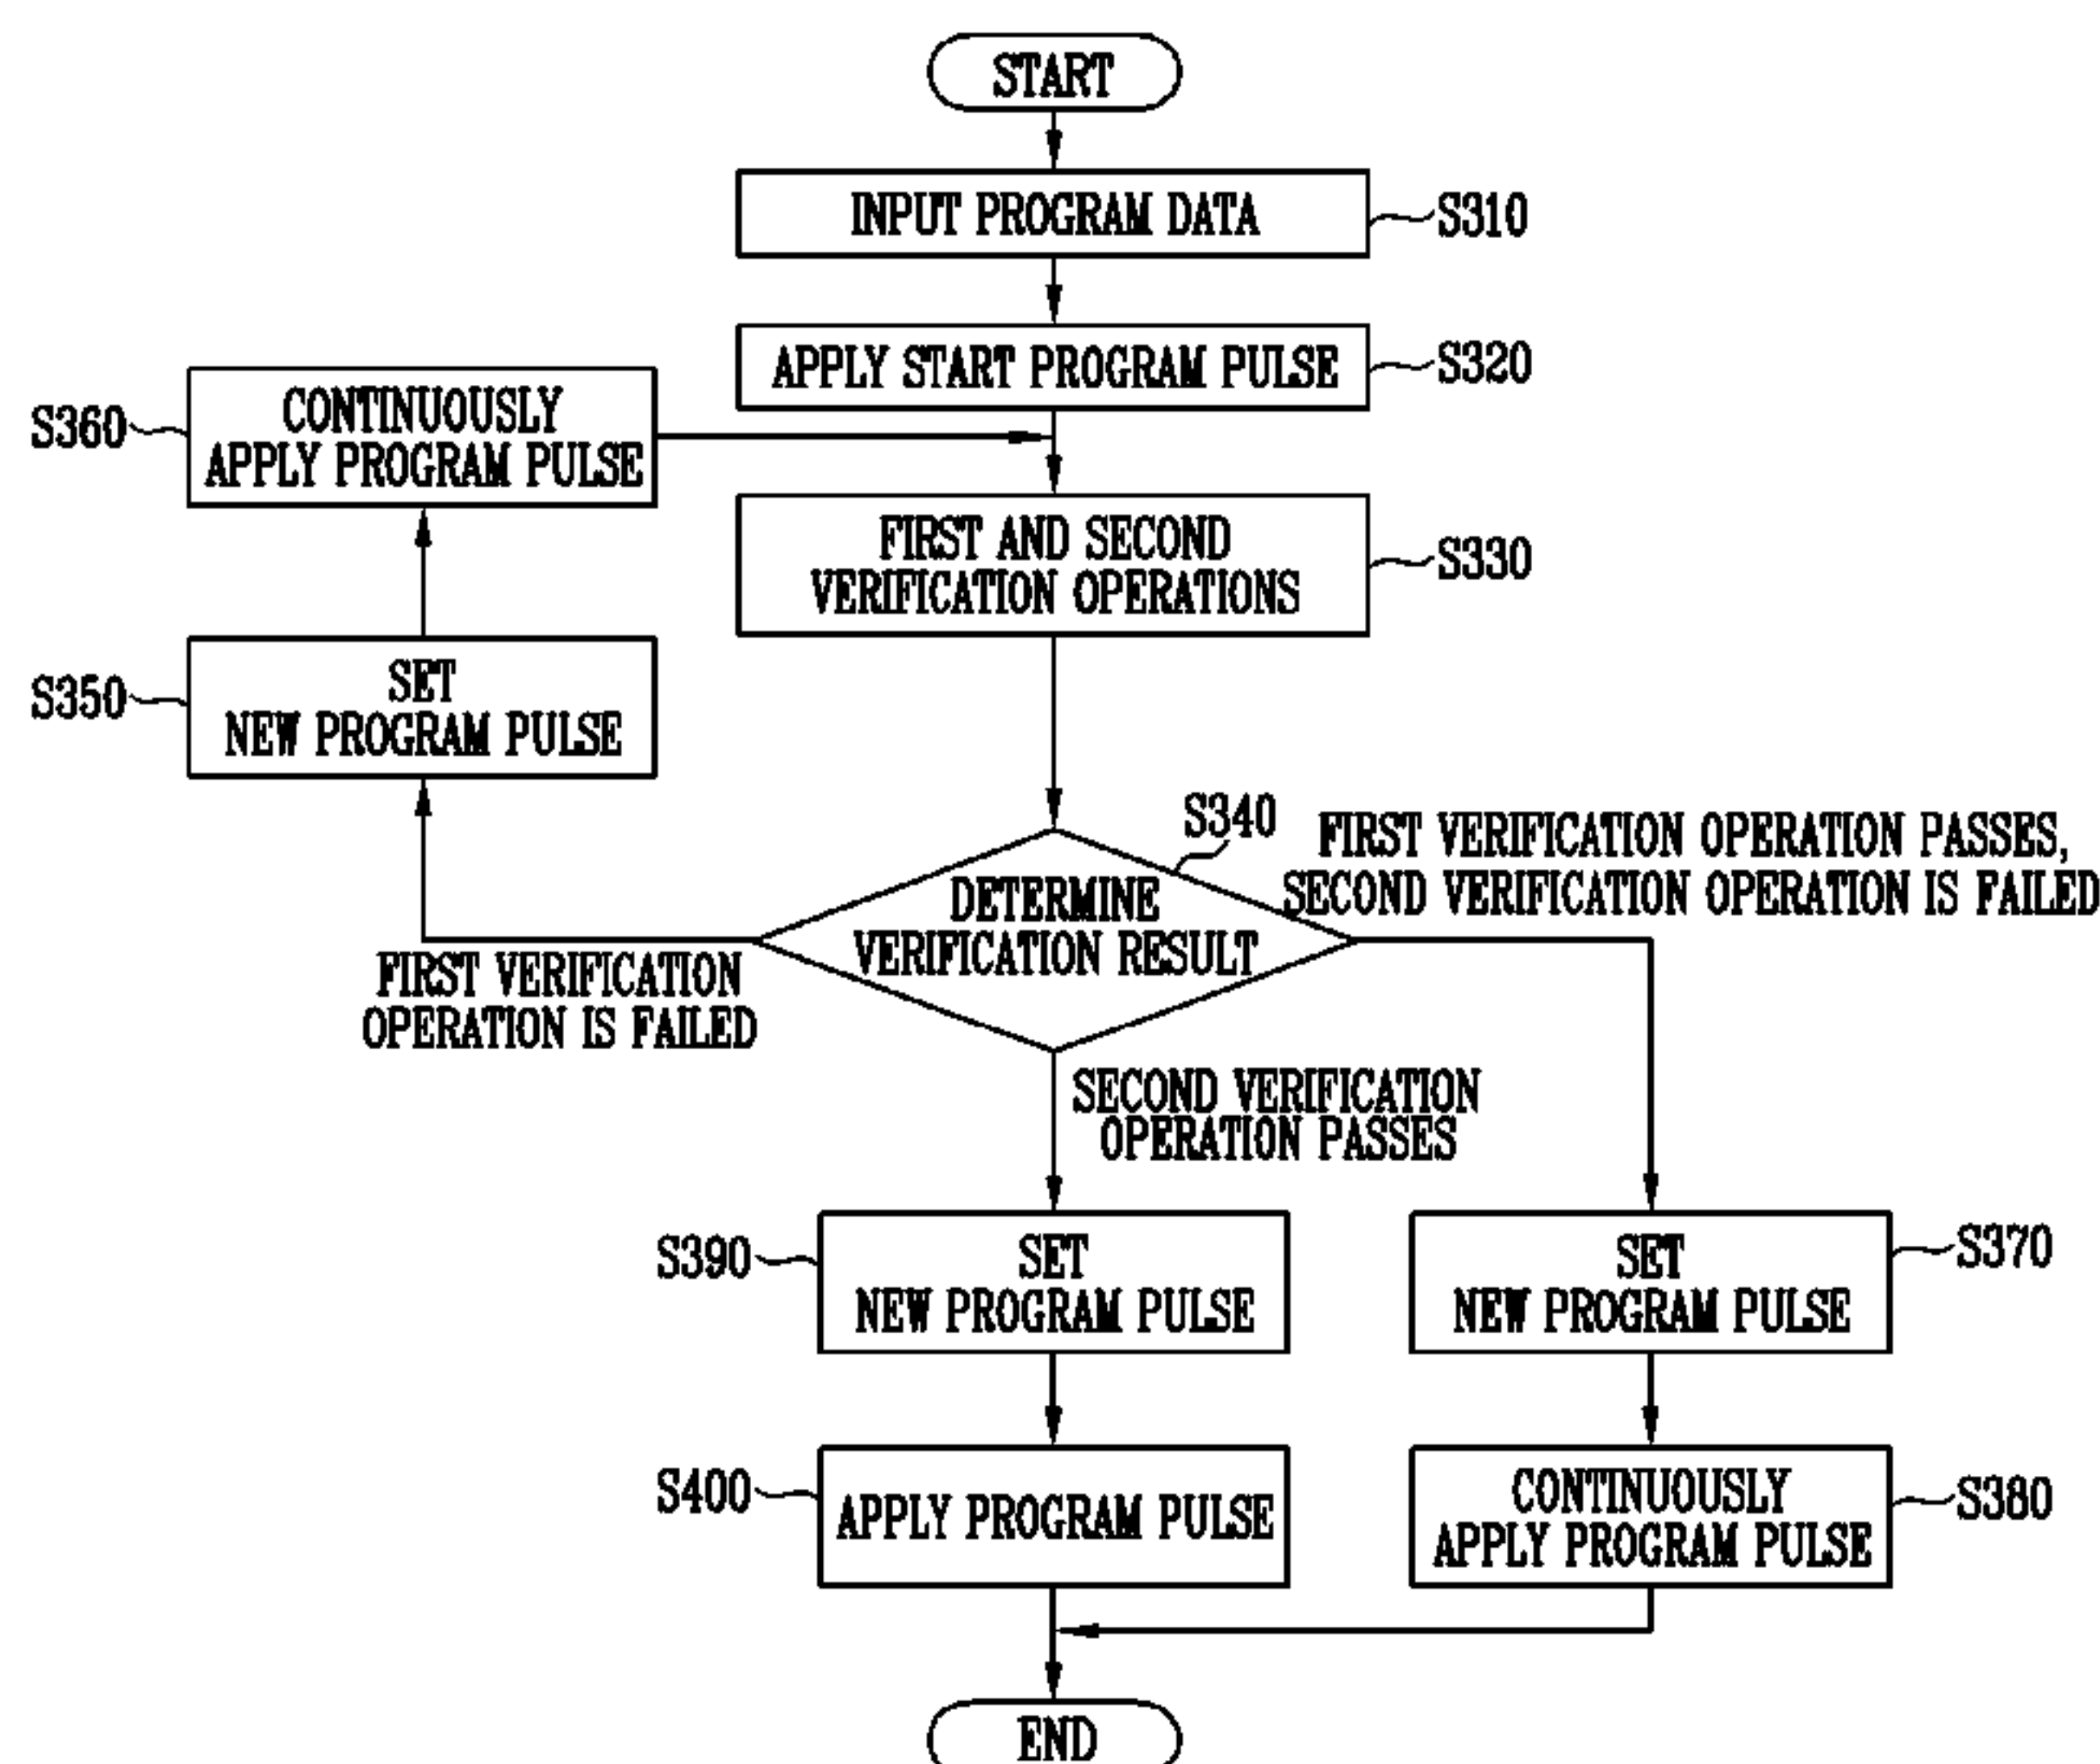 START
INPUT PROGRAM DATA
S310
APPLY START PROGRAM PULSE
S320
S360
CONTINUOUSLY
APPLY PROGRAM PULSE
FIRST AND SECOND
VERIFICATION OPERATIONS
S330
S350
SET
NEW PROGRAM PULSE
S340
DETERMINE
VERIFICATION RESULT
FIRST VERIFICATION OPERATION PASSES,
SECOND VERIFICATION OPERATION IS FAILED
FIRST VERIFICATION
OPERATION IS FAILED
SECOND VERIFICATION
OPERATION PASSES
S390
SET
NEW PROGRAM PULSE
SET
NEW PROGRAM PULSE
S370
S400
APPLY PROGRAM PULSE
CONTINUOUSLY
APPLY PROGRAM PULSE
S380
END